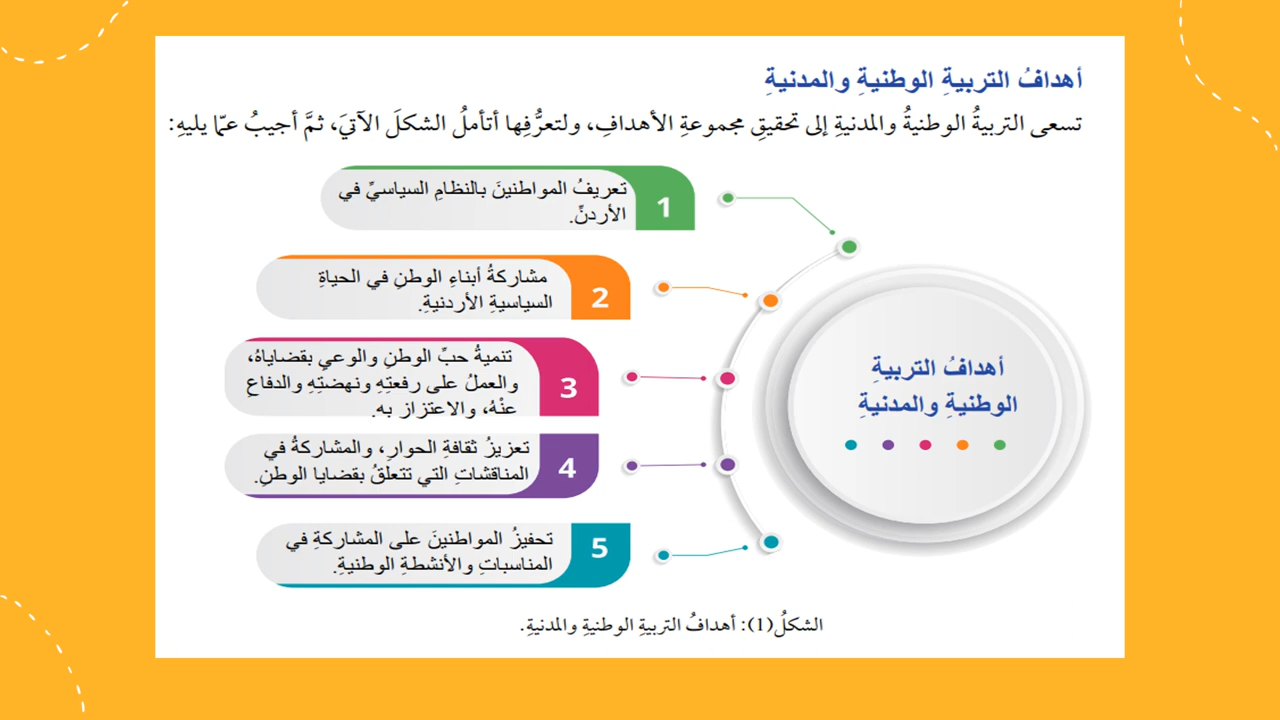 أهدافُ التربيةِ الوطنيةِ والمدنيةِ
تسعى التربيةُ الوطنيةُ والمدنيةِ إلى تحقيقِ مجموعةِ الأهدافِ، ولتعرُّفِها أتأملُ الشكلَ الآتيَ، ثمَّ أجيبُ عمّا يليهِ:
1
تعريفُ المواطنينَ بالنظامِ السياسيِّ في
الأردنِّ.
2
مشاركةُ أبناءِ الوطنِ في الحياةِ
السياسيةِ الأردنيةِ.
3
تنميةُ حبِّ الوطنِ والوعيِ بقضاياهُ،
والعملُ على رفعتِهِ ونهضتِهِ والدفاعِ
عنْهُ، والاعتزاز به.
4
تعزيزُ ثقافةِ الحوارِ، والمشاركةُ في
المناقشاتِ التي تتعلقُ بقضايا الوطنِ.
5
تحفيزُ المواطنينَ على المشاركةِ في
المناسباتِ والأنشطةِ الوطنيةِ.
أهدافُ التربيةِ
الوطنيةِ والمدنيةِ
الشكلُ(1): أهدافُ التربيةِ الوطنيةِ والمدنيةِ.